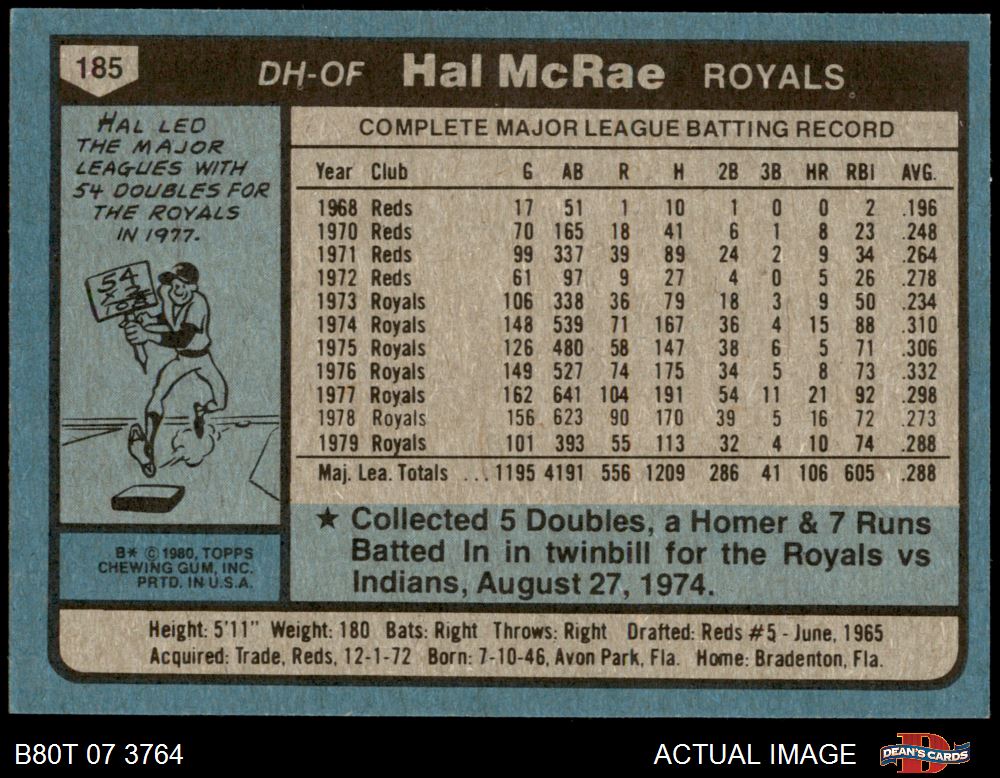 185
DH-OF Hal McRae ROYALS
HAL LED
THE MAJOR
LEAGUES WITH
54 DOUBLES FOR
THE ROYALS
IN 1977.
54
B* © 1980, TOPPS
CHEWING GUM, INC.
PRTD. IN U.S.A.
COMPLETE MAJOR LEAGUE BATTING RECORD
Year Club G AB R H 2B 3B HR RBI AVG.
1968 Reds 17 51 1 10 1 0 0 2 .196
1970 Reds 70 165 18 41 6 1 8 23 .248
1971 Reds 99 337 39 89 24 2 9 34 .264
1972 Reds 61 97 9 27 4 0 5 26 .278
1973 Royals 106 338 36 79 18 3 9 50 .234
1974 Royals 148 539 71 167 36 4 15 88 .310
1975 Royals 126 480 58 147 38 6 5 71 .306
1976 Royals 149 527 74 175 34 5 8 73 .332
1977 Royals 162 641 104 191 54 11 21 92 .298
1978 Royals 156 623 90 170 39 5 16 72 .273
1979 Royals 101 393 55 113 32 4 10 74 .288
Maj. Lea. Totals ... 1195 4191 556 1209 286 41 106 605 .288
★ Collected 5 Doubles, a Homer & 7 Runs
Batted In in twinbill for the Royals vs
Indians, August 27, 1974.
Height: 5'11" Weight: 180 Bats: Right Throws: Right Drafted: Reds #5 - June, 1965
Acquired: Trade, Reds, 12-1-72 Born: 7-10-46, Avon Park, Fla. Home: Bradenton, Fla.
B80T 07 3764
ACTUAL IMAGE
DEAN'S CARDS